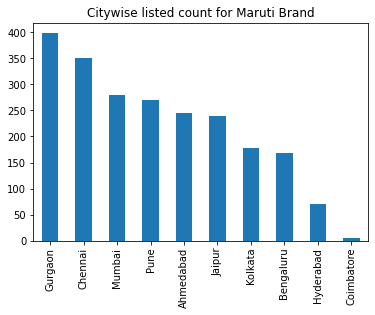 Citywise listed count for Maruti Brand
400
350
300
250
200
150
100
50
0
Gurgaon
Chennai
Mumbai
Pune
Ahmedabad
Jaipur
Kolkata
Bengaluru
Hyderabad
Coimbatore